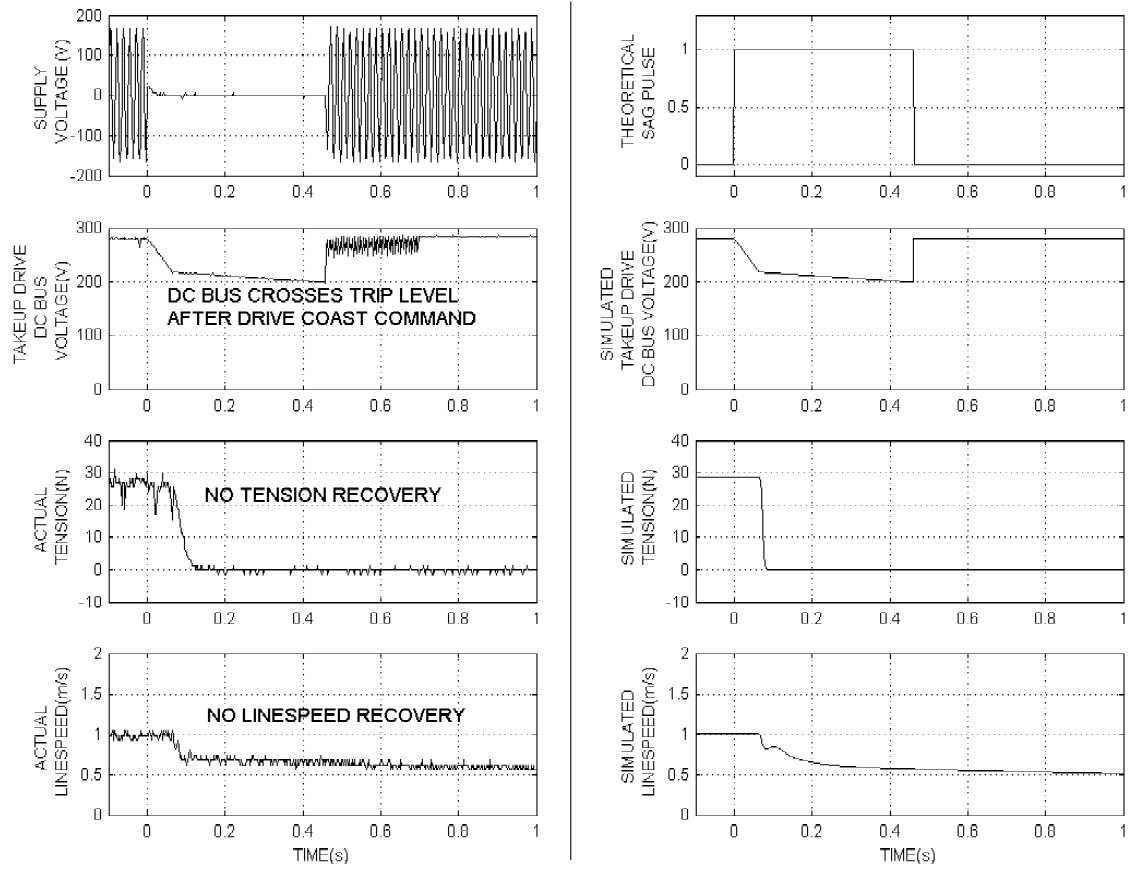 SUPPLY
VOLTAGE (V)
200
100
0
-100
-200
0 0.2 0.4 0.6 0.8 1
TAKEUP DRIVE
DC BUS
VOLTAGE(V)
300
200
100
0
DC BUS CROSSES TRIP LEVEL
AFTER DRIVE COAST COMMAND
0 0.2 0.4 0.6 0.8 1
ACTUAL
TENSION(N)
40
30
20
10
0
-10
NO TENSION RECOVERY
0 0.2 0.4 0.6 0.8 1
ACTUAL
LINESPEED(m/s)
2
1.5
1
0.5
0
NO LINESPEED RECOVERY
0 0.2 0.4 0.6 0.8 1
TIME(s)
THEORETICAL
SAG PULSE
1
0.5
0
0 0.2 0.4 0.6 0.8 1
SIMULATED
TAKEUP DRIVE
DC BUS VOLTAGE(V)
300
200
100
0
0 0.2 0.4 0.6 0.8 1
SIMULATED
TENSION(N)
40
30
20
10
0
-10
0 0.2 0.4 0.6 0.8 1
SIMULATED
LINESPEED(m/s)
2
1.5
1
0.5
0
0 0.2 0.4 0.6 0.8 1
TIME(s)